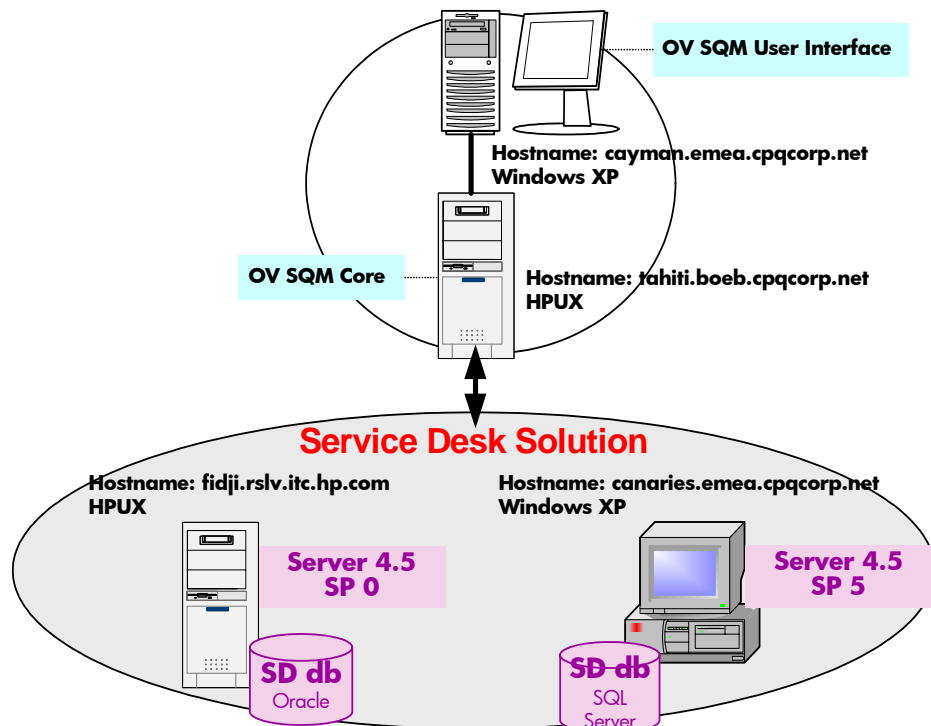 OV SQM User Interface
Hostname: cayman.emea.cpqcorp.net
Windows XP
OV SQM Core
Hostname: tahiti.boeb.cpqcorp.net
HPUX
Service Desk Solution
Hostname: fidji.rslv.itc.hp.com
HPUX
Hostname: canaries.emea.cpqcorp.net
Windows XP
Server 4.5
SP 0
Server 4.5
SP 5
SD db
Oracle
SD db
SQL
Server